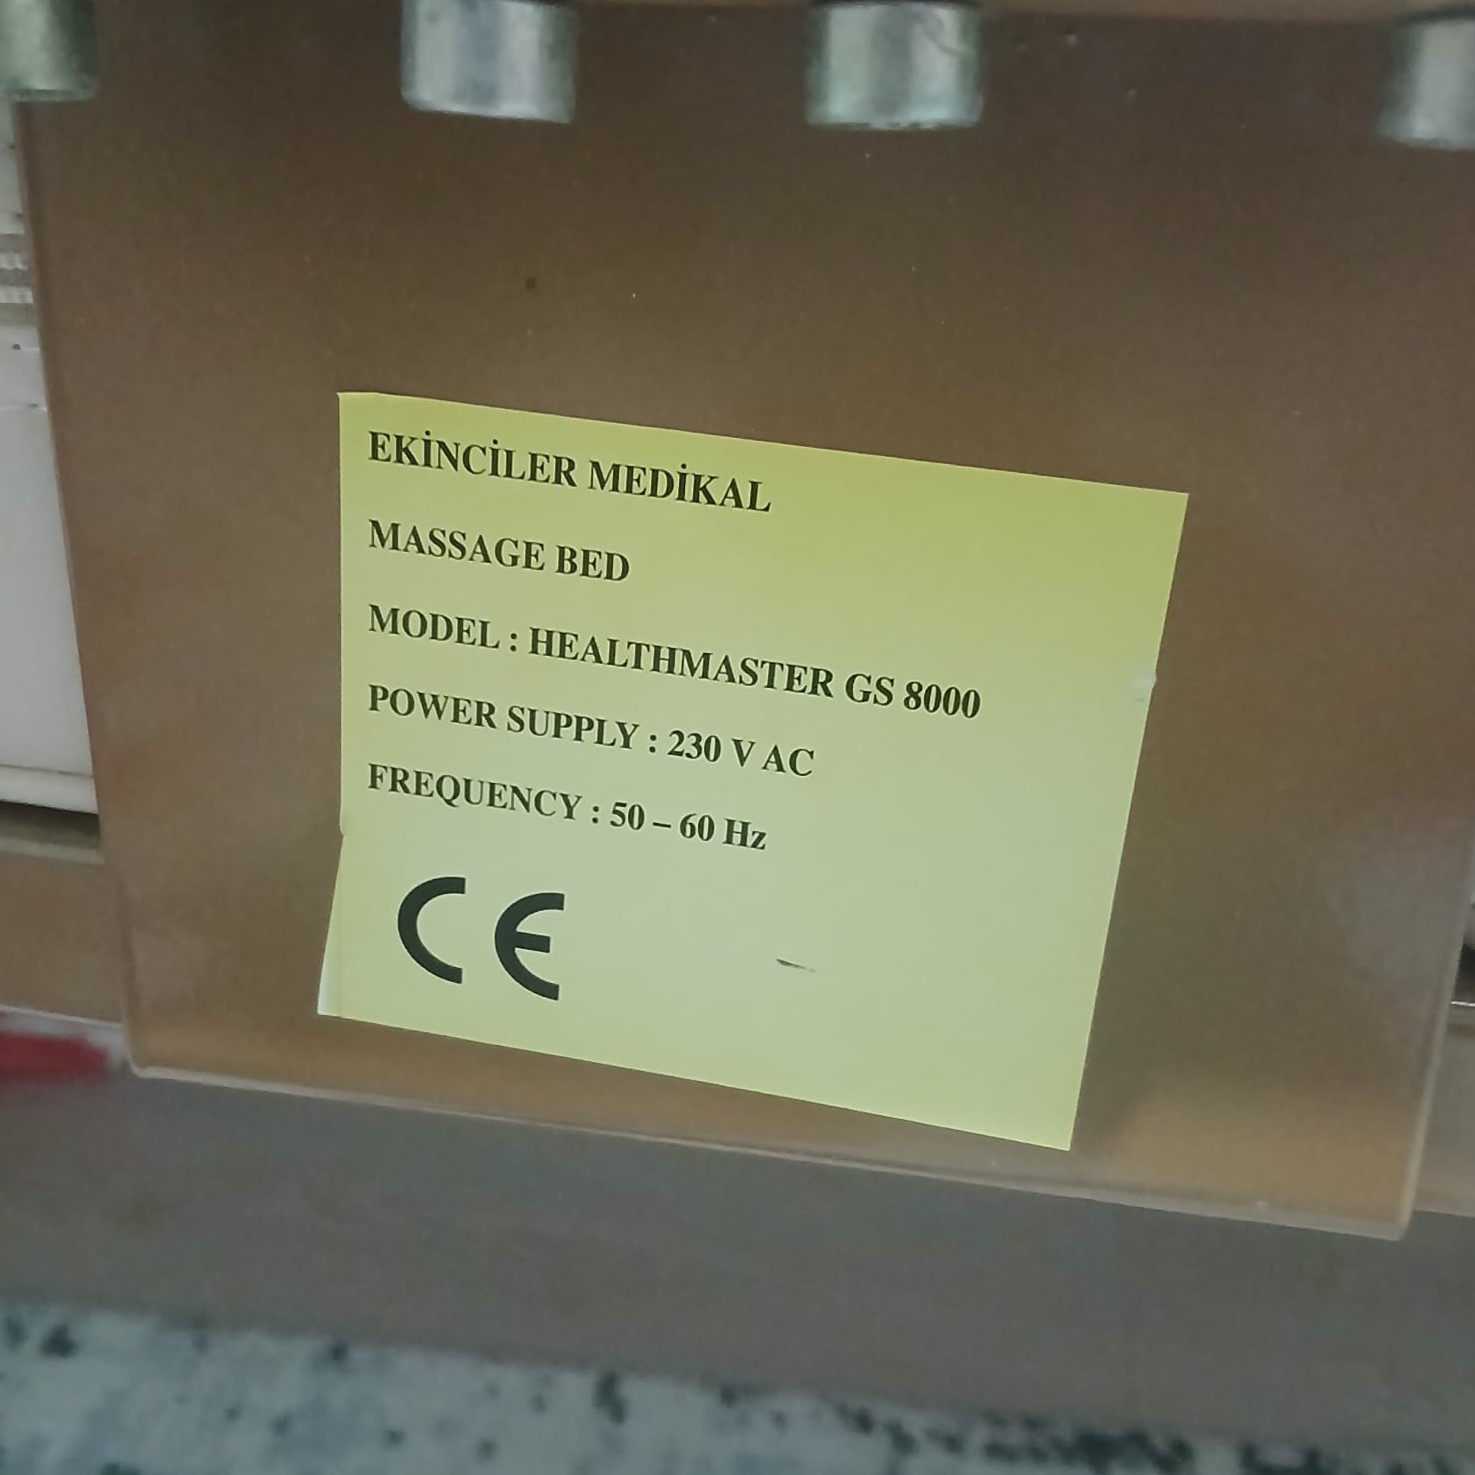 EKİNCİLER MEDİKAL
MASSAGE BED
MODEL : HEALTHMASTER GS 8000
POWER SUPPLY : 230 V AC
FREQUENCY : 50 – 60 Hz
CE